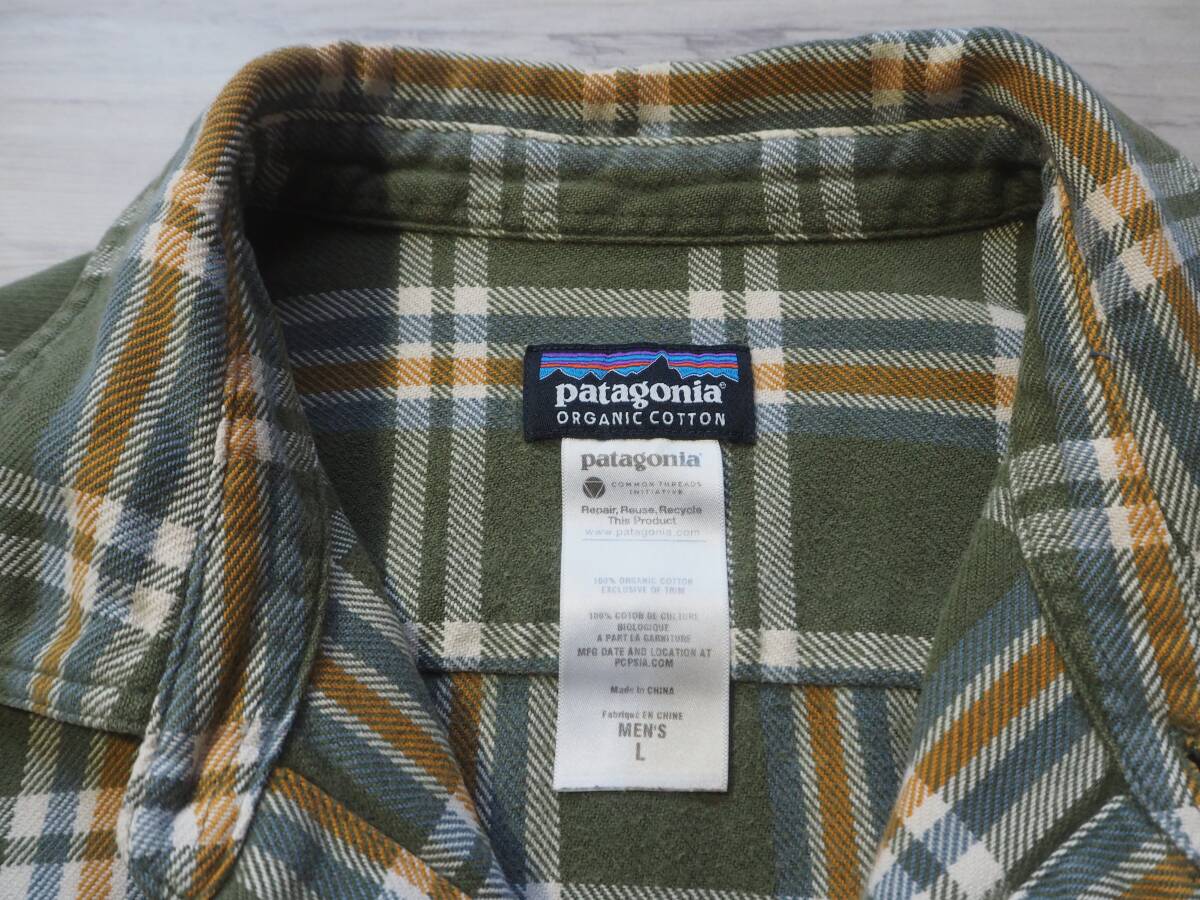 patagonia®
ORGANIC COTTON
patagonia®
COMMON THREADS
INITIATIVE
Repair, Reuse, Recycle
This Product
www.patagonia.com
100% ORGANIC COTTON
EXCLUSIVE OF TRIM
100% COTON DE CULTURE
BIOLOGIQUE
A PART LA GARNITURE
MFG DATE AND LOCATION AT
PCPSIA.COM
Made in CHINA
Fabriqué EN CHINE
MEN'S
L